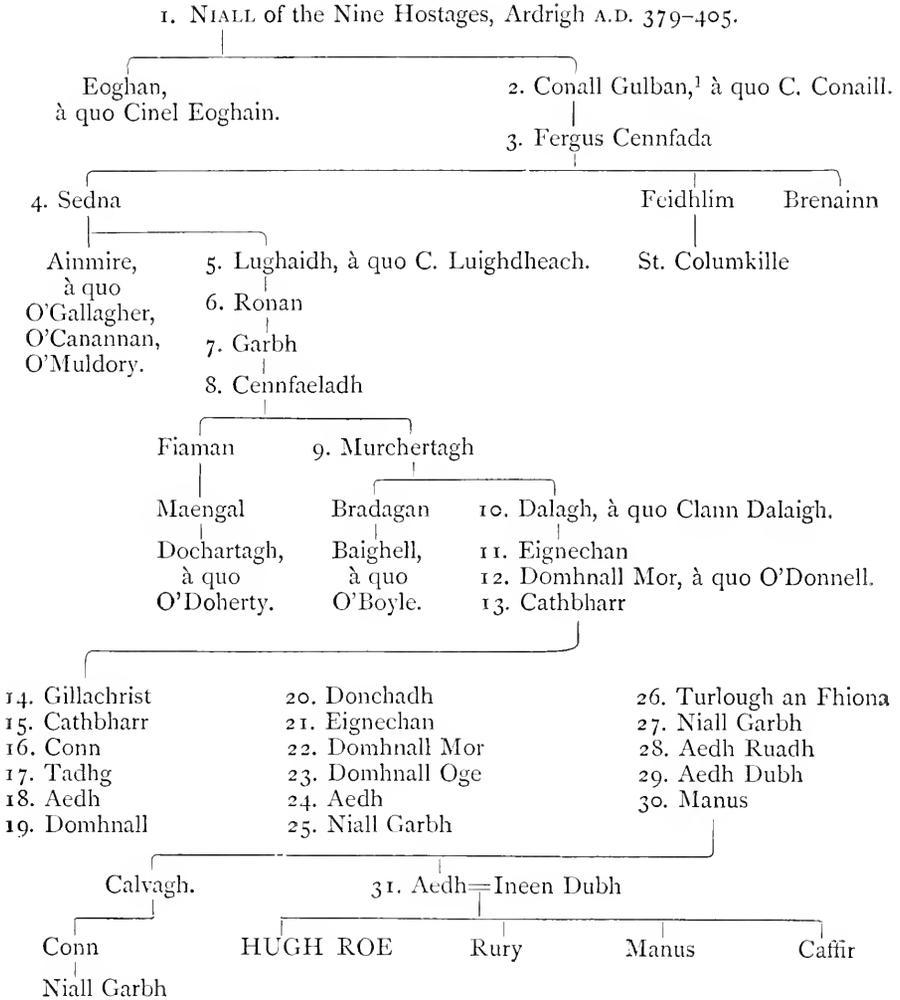 1. NIALL of the Nine Hostages, Ardrigh A.D. 379–405.
Eoghan,
à quo Cinel Eoghain.
2. Conall Gulban,¹ à quo C. Conaill.
3. Fergus Cennfada
4. Sedna
Feidhlim
Brenainn
Ainmire,
à quo
O'Gallagher,
O'Canannan,
O'Muldory.
5. Lughaidh, à quo C. Luighdheach.
St. Columkille
6. Ronan
7. Garbh
8. Cennfaeladh
Fiaman
9. Murchertagh
Maengal
Bradagan
10. Dalagh, à quo Clann Dalaigh.
Dochartagh,
à quo
O'Doherty.
Baighell,
à quo
O'Boyle.
11. Eignechan
12. Domhnall Mor, à quo O'Donnell.
13. Cathbharr
14. Gillachrist
15. Cathbharr
16. Conn
17. Tadhg
18. Aedh
19. Domhnall
20. Donchadh
21. Eignechan
22. Domhnall Mor
23. Domhnall Oge
24. Aedh
25. Niall Garbh
26. Turlough an Fhiona
27. Niall Garbh
28. Aedh Ruadh
29. Aedh Dubh
30. Manus
Calvagh.
31. Aedh=Ineen Dubh
Conn
HUGH ROE
Rury
Manus
Caffir
Niall Garbh